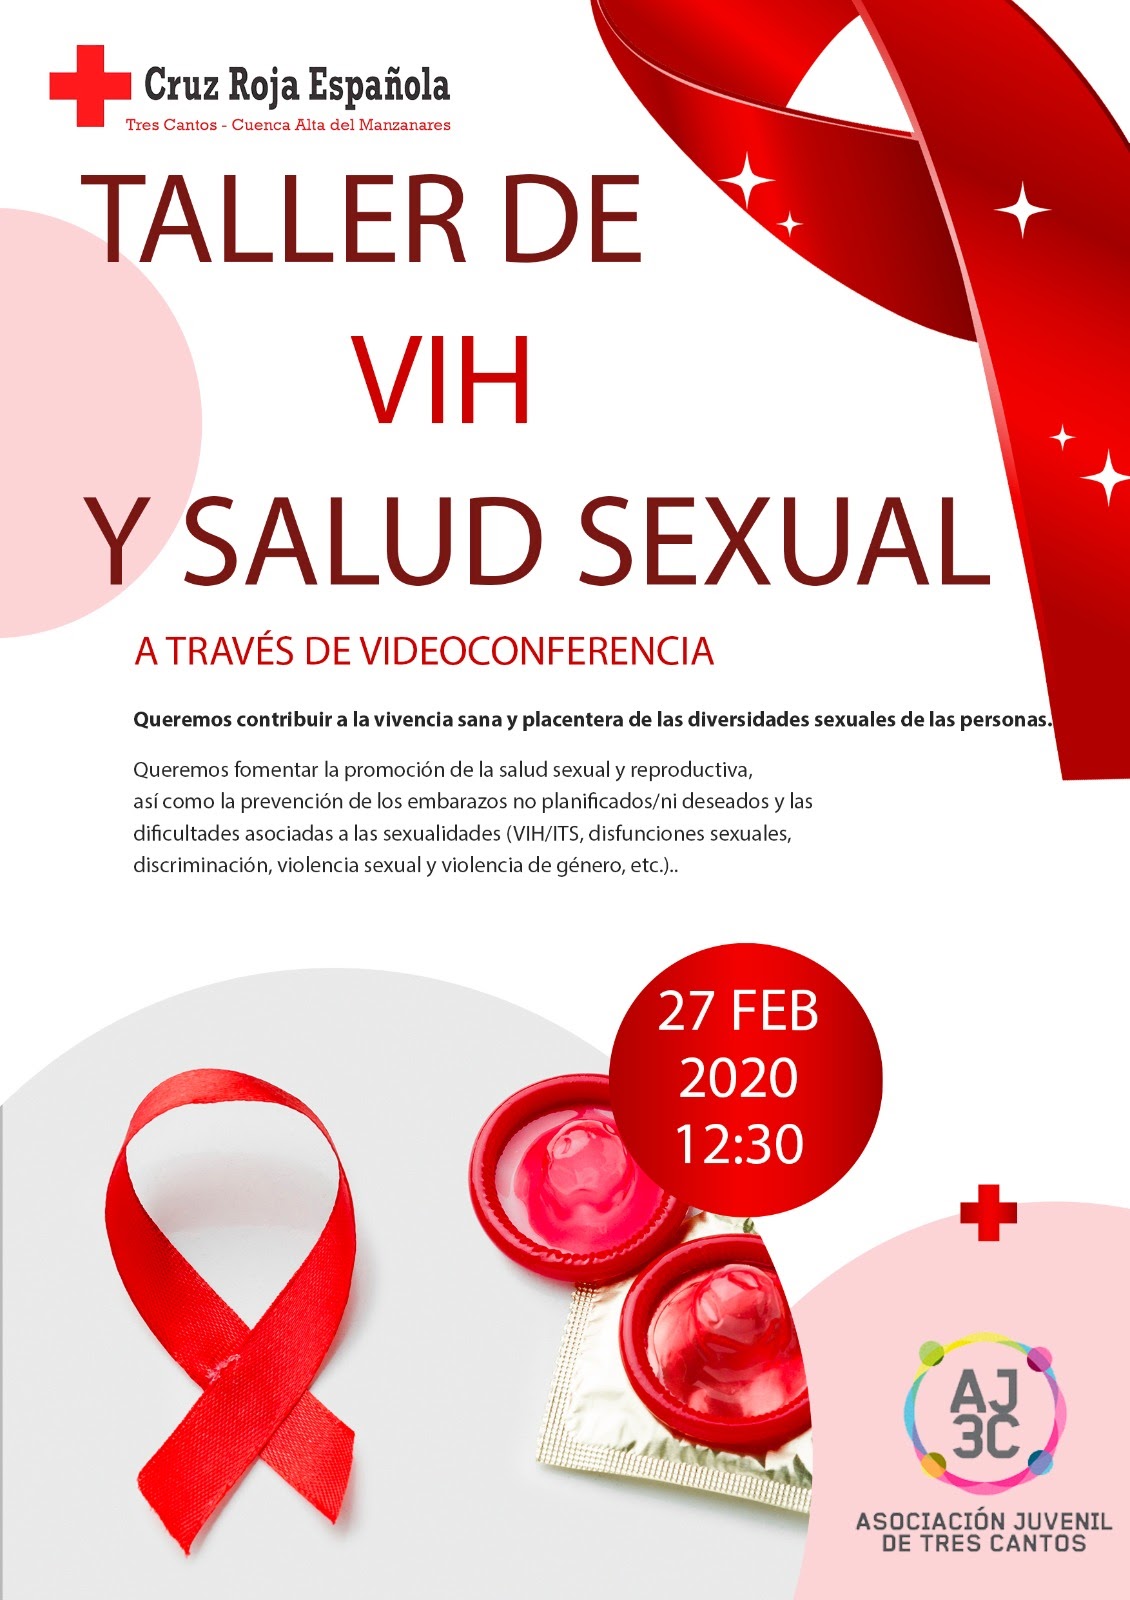 Cruz Roja Española
Tres Cantos - Cuenca Alta del Manzanares
TALLER DE
VIH
Y SALUD SEXUAL
A TRAVÉS DE VIDEOCONFERENCIA
Queremos contribuir a la vivencia sana y placentera de las diversidades sexuales de las personas.
Queremos fomentar la promoción de la salud sexual y reproductiva,
así como la prevención de los embarazos no planificados/ni deseados y las
dificultades asociadas a las sexualidades (VIH/ITS, disfunciones sexuales,
discriminación, violencia sexual y violencia de género, etc.)..
27 FEB
2020
12:30
AJ
3C
ASOCIACIÓN JUVENIL
DE TRES CANTOS